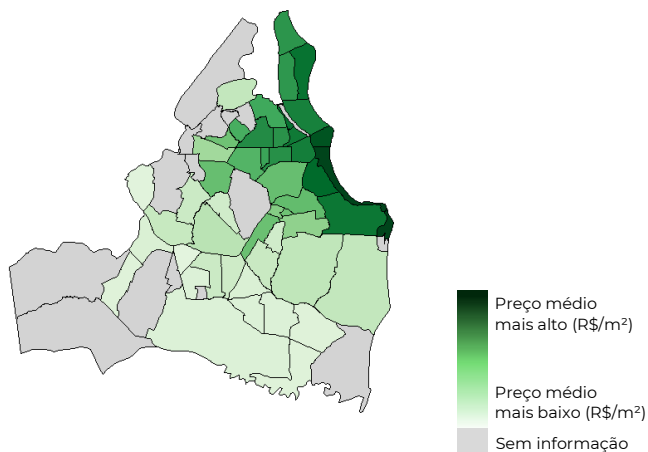 Preço médio
mais alto (R$/m²)
Preço médio
mais baixo (R$/m²)
Sem informação